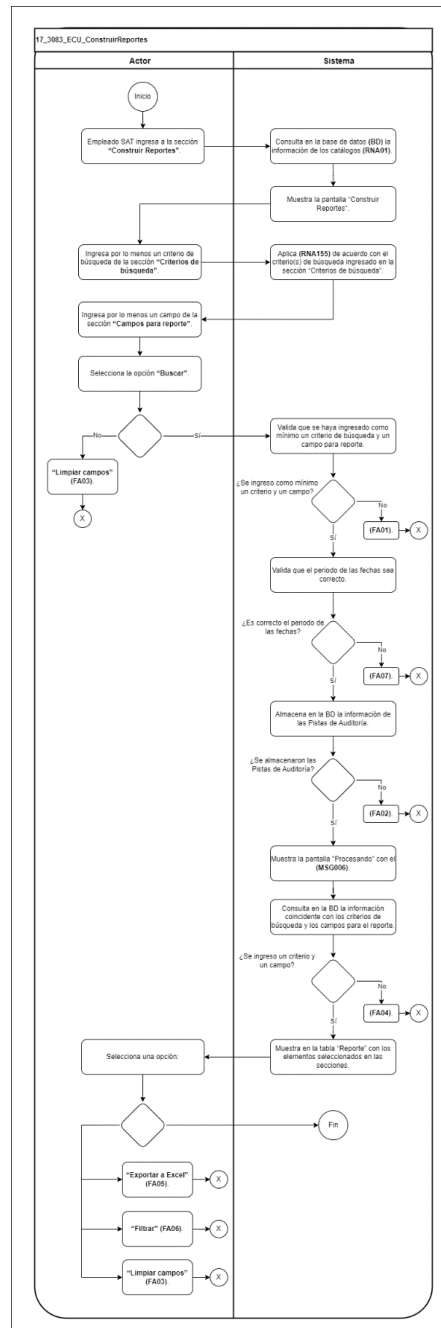 17_3083_ECU_ConstruirReportes
Actor
Sistema
Inicio
Empleado SAT ingresa a la sección
“Construir Reportes”.
Consulta en la base de datos (BD) la
información de los catálogos (RNA01).
Muestra la pantalla “Construir
Reportes”.
Ingresa por lo menos un criterio de
búsqueda de la sección “Criterios de
búsqueda”.
Aplica (RNA155) de acuerdo con el
criterio(s) de búsqueda ingresado en la
sección “Criterios de búsqueda”.
Ingresa por lo menos un campo de la
sección “Campos para reporte”.
Selecciona la opción “Buscar”.
No
Sí
Valida que se haya ingresado como
mínimo un criterio de búsqueda y un
campo para reporte.
“Limpiar campos”
(FA03).
X
¿Se ingreso como mínimo
un criterio y un campo?
No
(FA01).
X
Sí
Valida que el periodo de las fechas sea
correcto.
¿Es correcto el periodo de
las fechas?
No
(FA07).
X
Sí
Almacena en la BD la información de
las Pistas de Auditoría.
¿Se almacenaron las
Pistas de Auditoría?
No
(FA02).
X
Sí
Muestra la pantalla “Procesando” con el
(MSG006).
Consulta en la BD la información
coincidente con los criterios de
búsqueda y los campos para el reporte.
¿Se ingreso un criterio y
un campo?
No
(FA04).
X
Sí
Muestra en la tabla “Reporte” con los
elementos seleccionados en las
secciones.
Selecciona una opción:
Fin
“Exportar a Excel”
(FA05).
X
“Filtrar” (FA06).
X
“Limpiar campos”
(FA03).
X